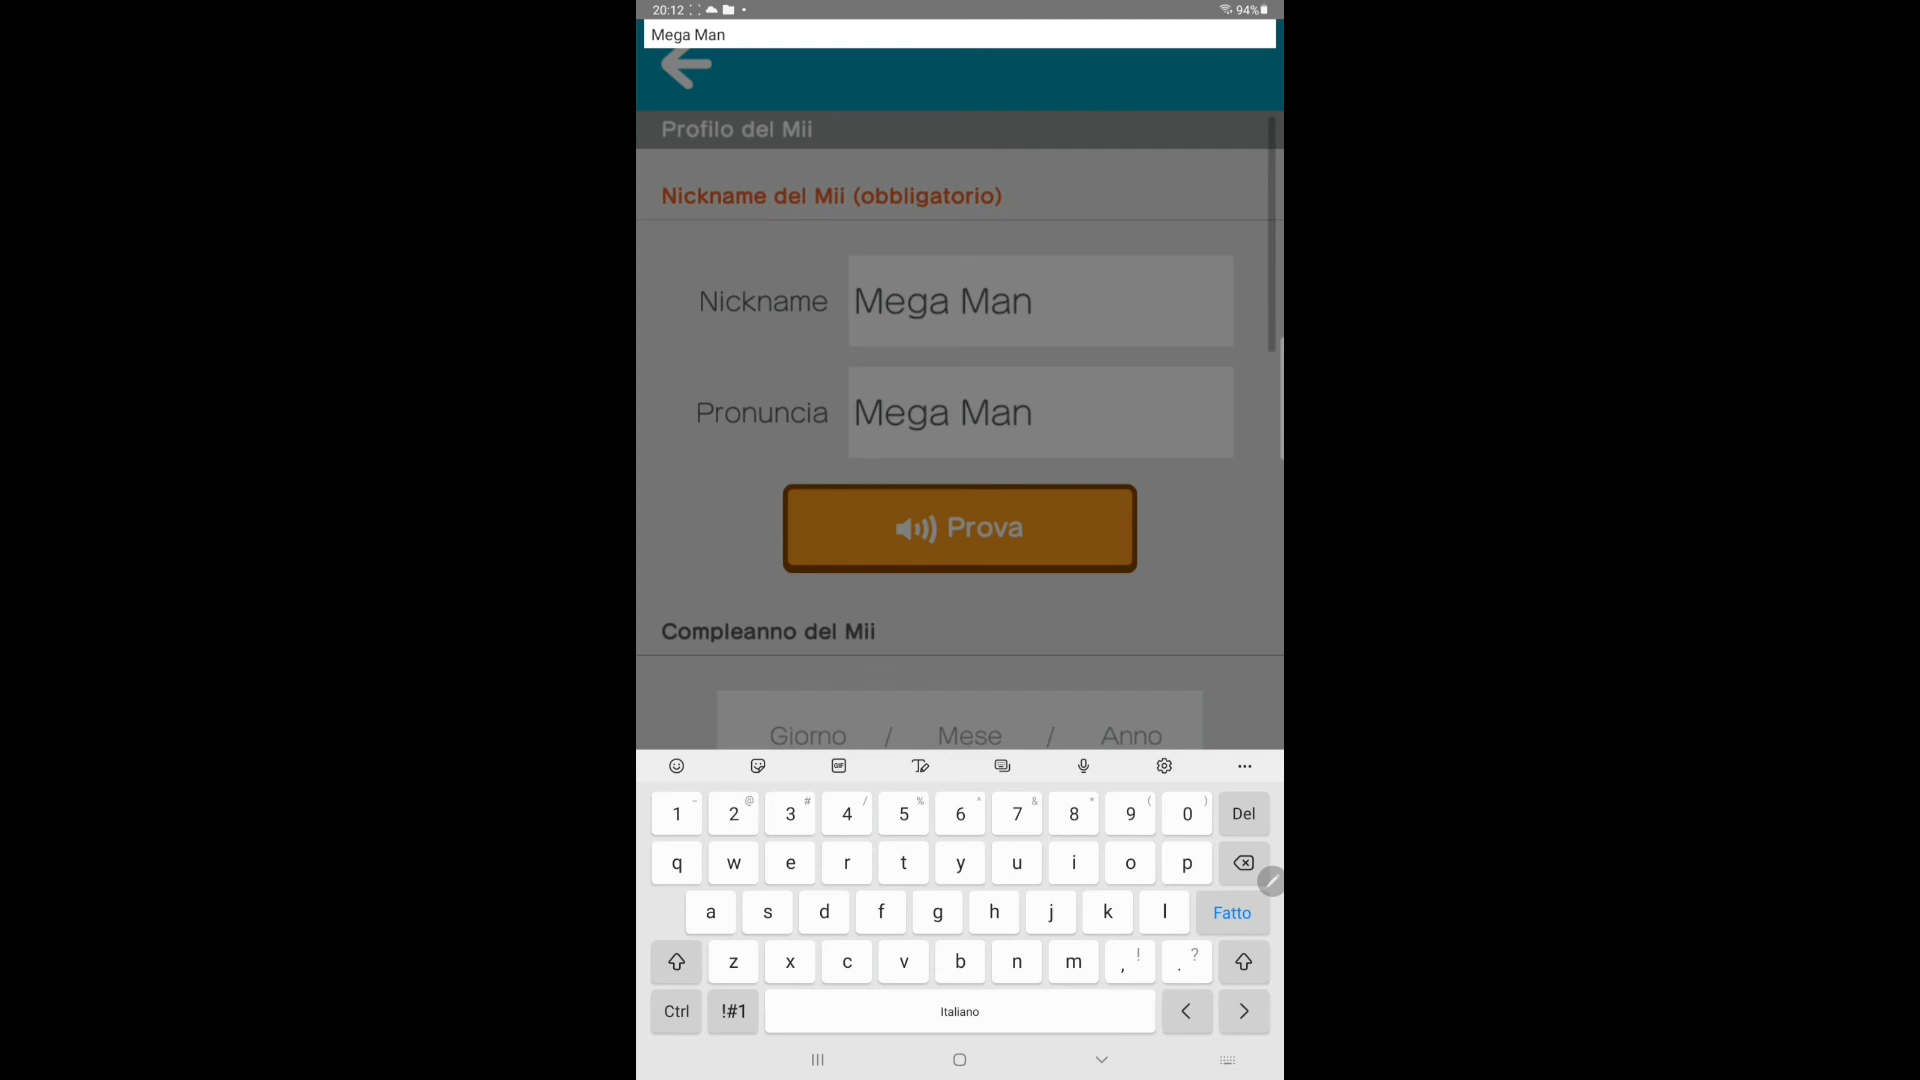 20:12 94%
Mega Man
Profilo del Mii
Nickname del Mii (obbligatorio)
Nickname Mega Man
Pronuncia Mega Man
Prova
Compleanno del Mii
Giorno / Mese / Anno
GIF
1 - 2 @ 3 # 4 / 5 % 6 ^ 7 & 8 * 9 ( 0 ) Del
q w e r t y u i o p
a s d f g h j k l Fatto
z x c v b n m , ! . ?
Ctrl !#1 Italiano < >